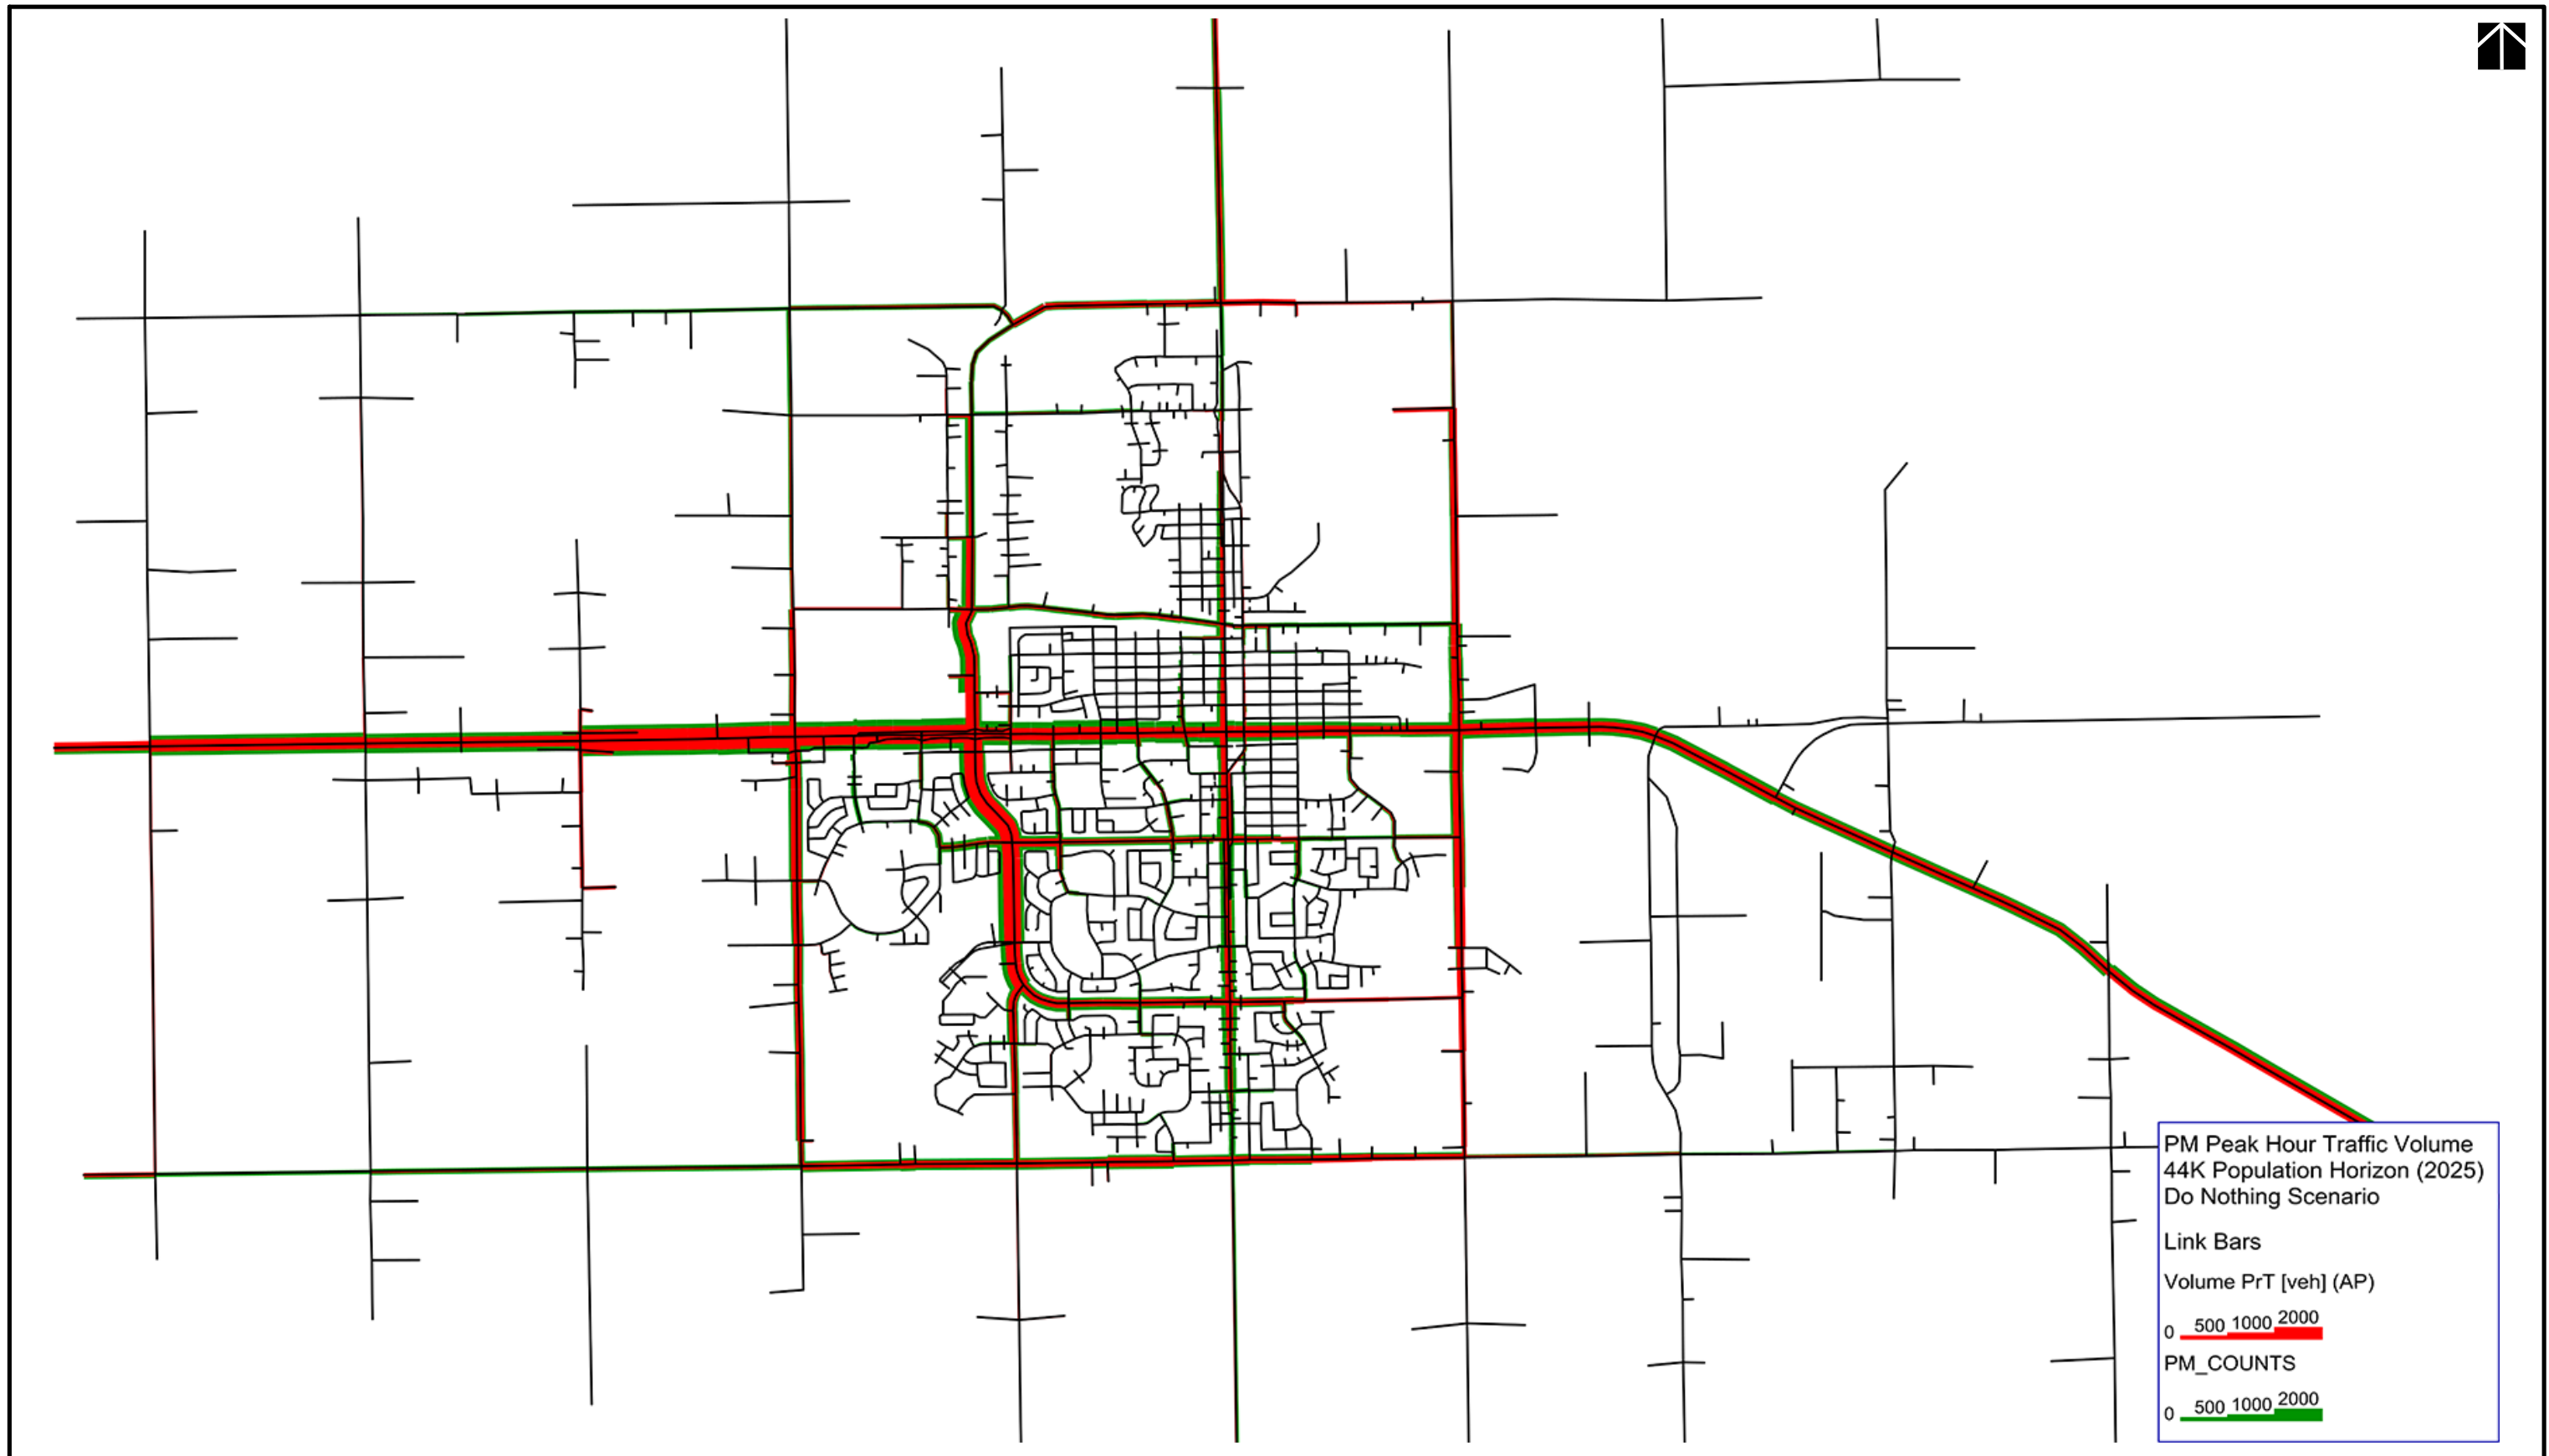 PM Peak Hour Traffic Volume
44K Population Horizon (2025)
Do Nothing Scenario
Link Bars
Volume PrT [veh] (AP)
0 500 1000 2000
PM_COUNTS
0 500 1000 2000